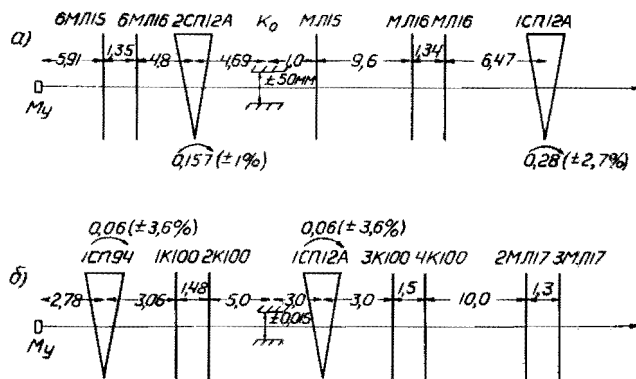 6МЛ15 6МЛ16 2СП12А К₀ МЛ15 МЛ16 МЛ16 1СП12А
а)
5,91 1,35 4,8 4,69 1,0 9,6 1,34 6,47
±50мм
Му
0,157 (±1%) 0,28 (±2,7%)
0,06 (±3,6%) 0,06 (±3,6%)
1СП94 1К100 2К100 1СП12А 3К100 4К100 2МЛ17 3МЛ17
б)
2,78 3,06 1,48 5,0 3,0 3,0 1,5 10,0 1,3
±0,015
Му